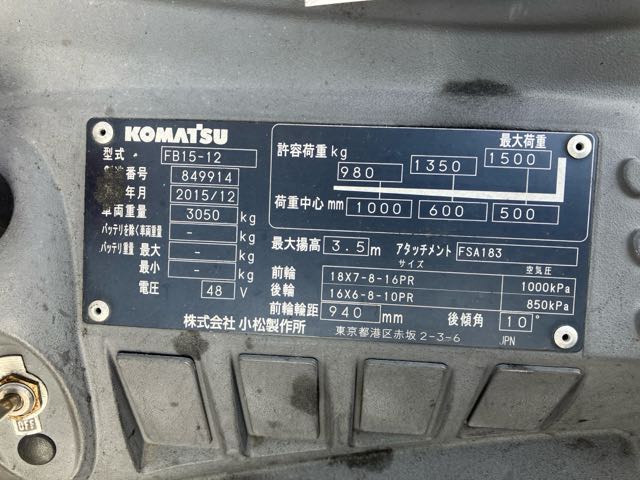 KOMATSU
型式 FB15-12
番号 849914
年月 2015/12
車両重量 3050 kg
バッテリを除く車両重量 - kg
バッテリ重量 最大 - kg
最小 - kg
電圧 48 V
株式会社 小松製作所
最大荷重
許容荷重 kg 980 1350 1500
荷重中心 mm 1000 600 500
最大揚高 3.5 m アタッチメント FSA183
サイズ 空気圧
前輪 18X7-8-16PR 1000kPa
後輪 16X6-8-10PR 850kPa
前輪輪距 940 mm 後傾角 10°
東京都港区赤坂 2-3-6 JPN
OFF